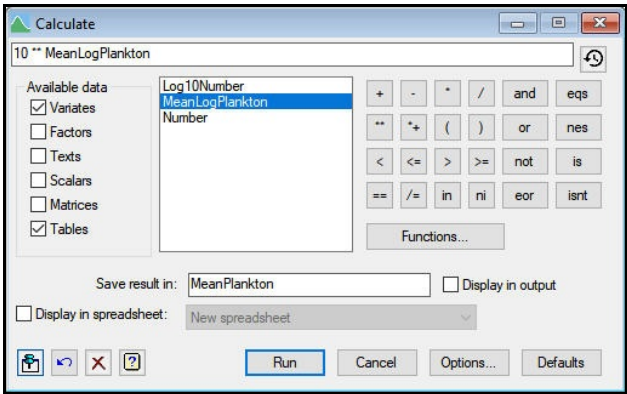 Calculate
10 ** MeanLogPlankton
Available data
Variates
Factors
Texts
Scalars
Matrices
Tables
Log10Number
MeanLogPlankton
Number
+ - * / and eqs
** *+ ( ) or nes
< <= > >= not is
== /= in ni eor isnt
Functions...
Save result in: MeanPlankton Display in output
Display in spreadsheet: New spreadsheet
? Run Cancel Options... Defaults